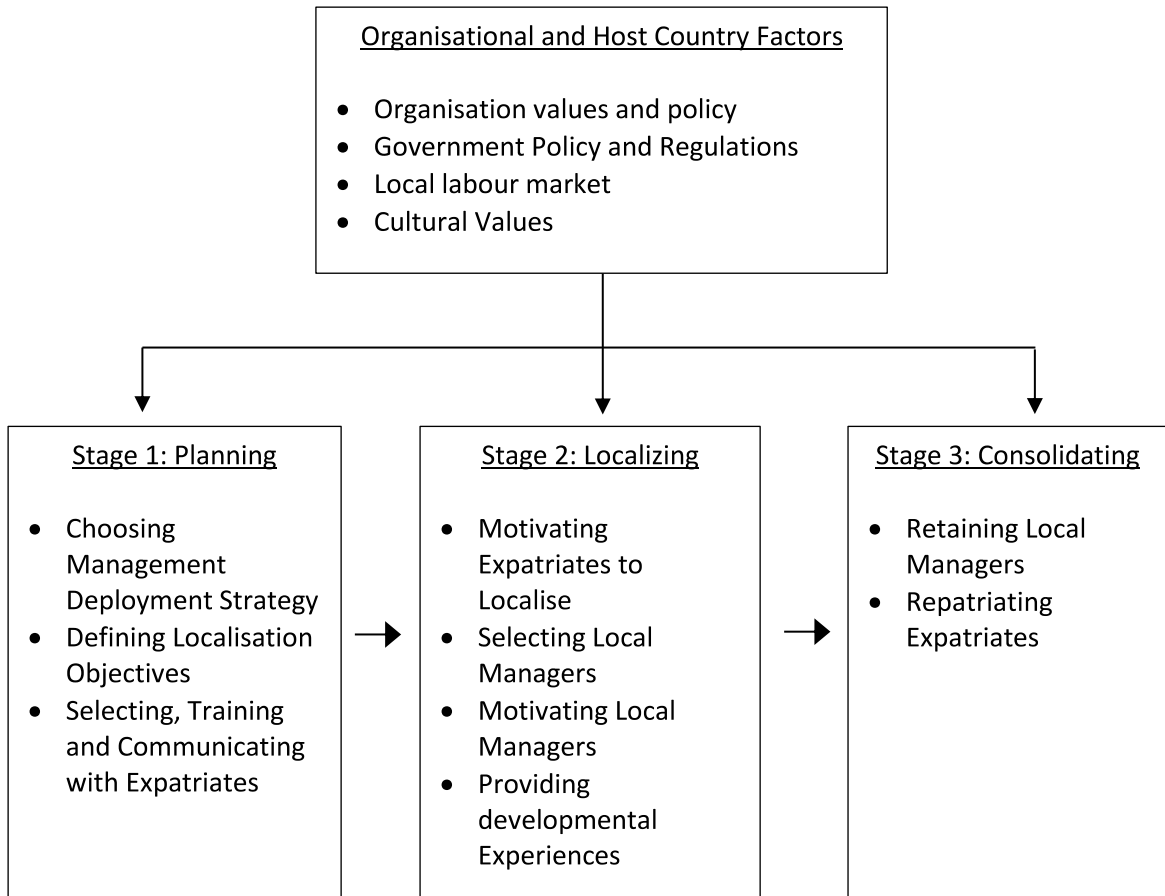 Organisational and Host Country Factors
• Organisation values and policy
• Government Policy and Regulations
• Local labour market
• Cultural Values
Stage 1: Planning
• Choosing
Management
Deployment Strategy
• Defining Localisation
Objectives
• Selecting, Training
and Communicating
with Expatriates
Stage 2: Localizing
• Motivating
Expatriates to
Localise
• Selecting Local
Managers
• Motivating Local
Managers
• Providing
developmental
Experiences
Stage 3: Consolidating
• Retaining Local
Managers
• Repatriating
Expatriates